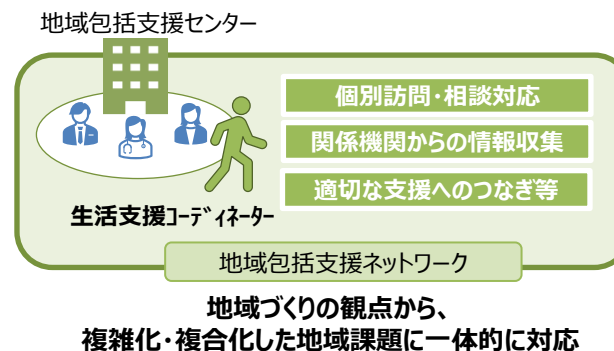 地域包括支援センター
個別訪問・相談対応
関係機関からの情報収集
適切な支援へのつなぎ等
生活支援ｺｰﾃﾞｨﾈｰﾀｰ
地域包括支援ネットワーク
地域づくりの観点から、
複雑化・複合化した地域課題に一体的に対応